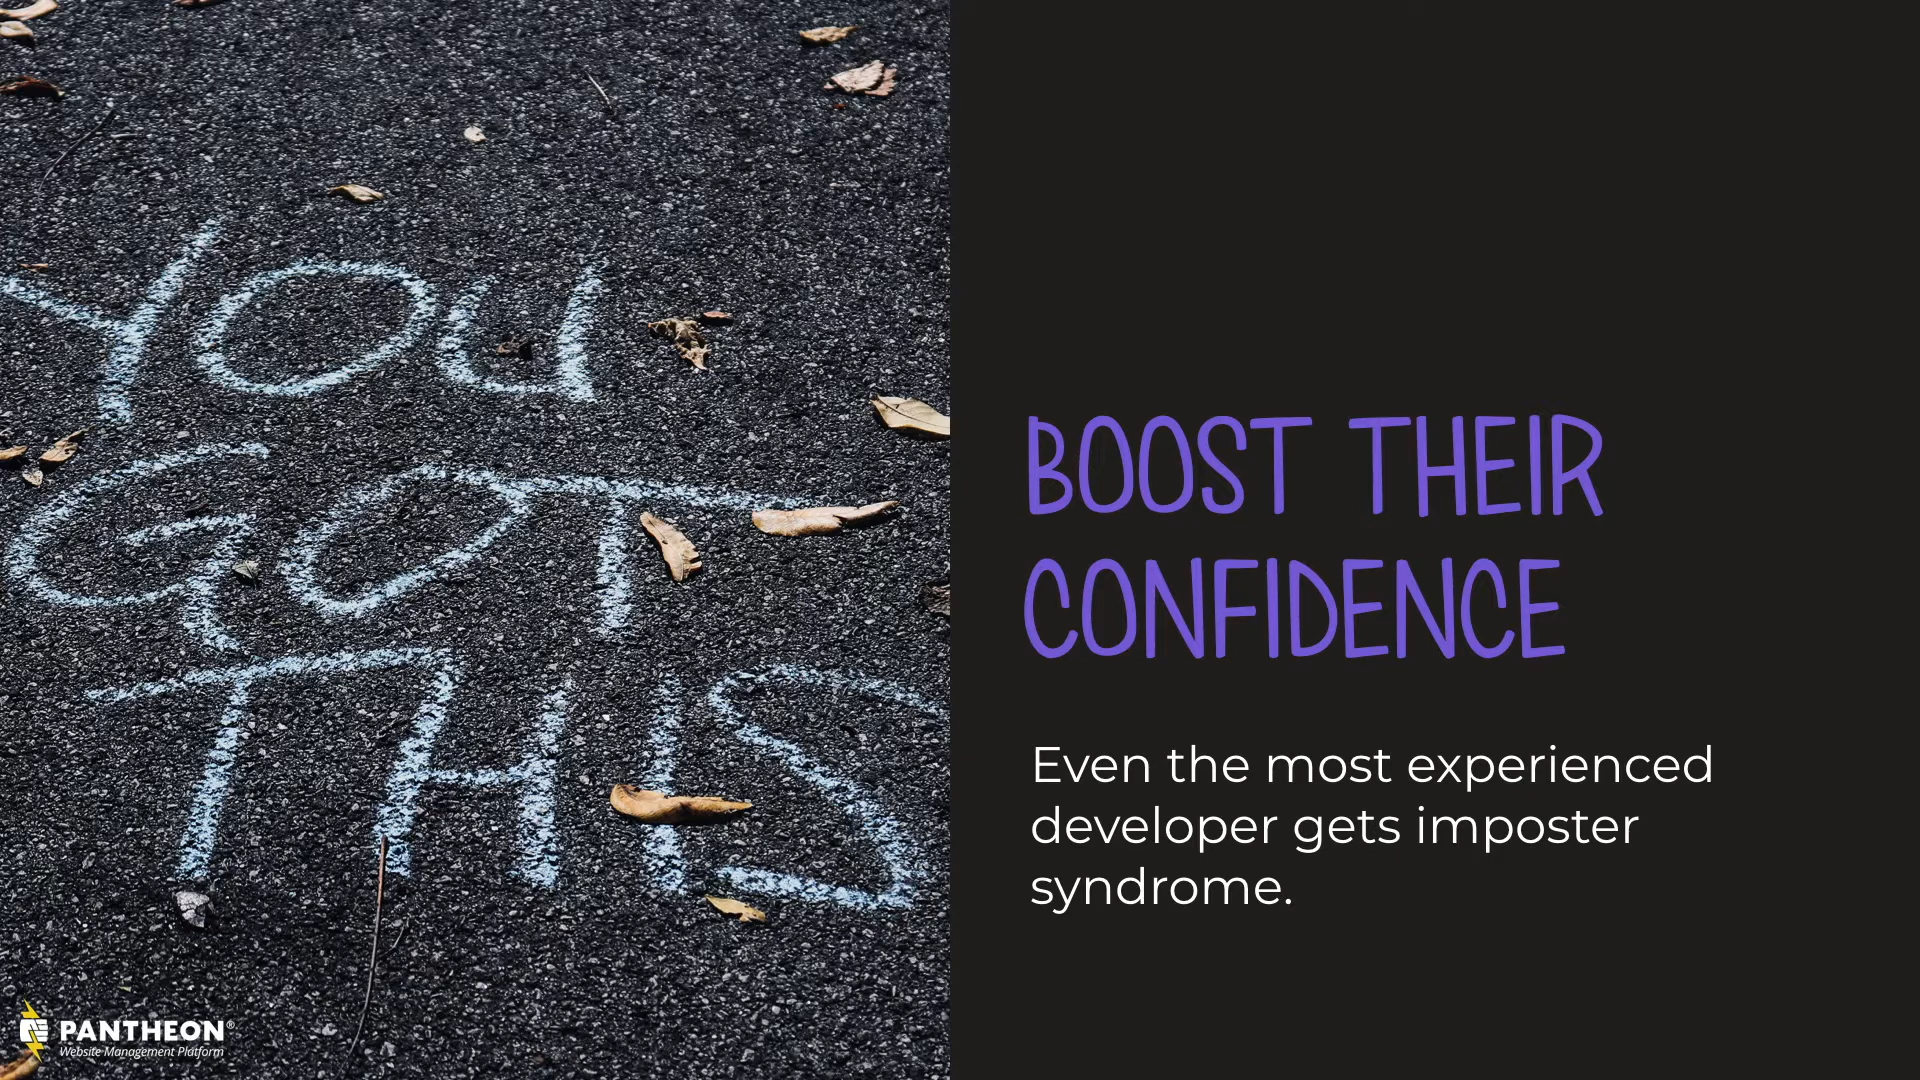 YOU
GOT
THIS
BOOST THEIR
CONFIDENCE
Even the most experienced
developer gets imposter
syndrome.
PANTHEON®
Website Management Platform